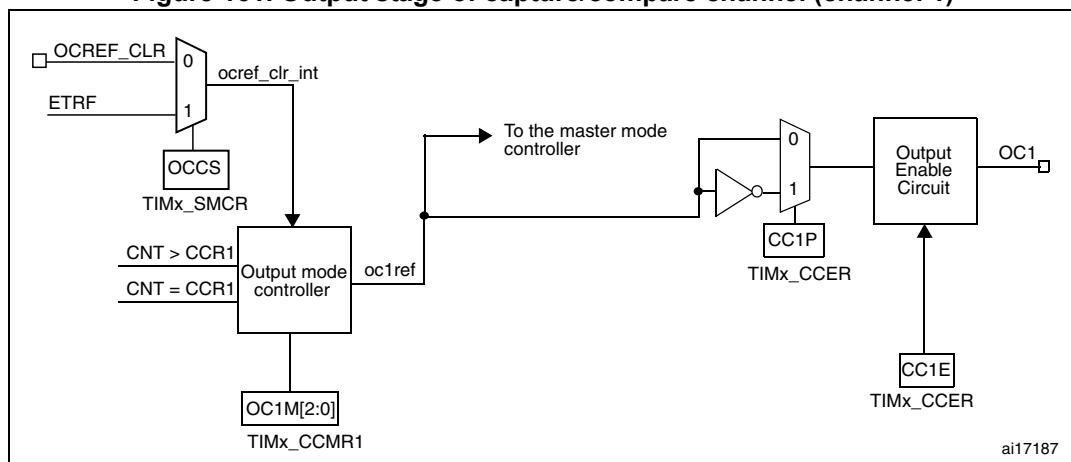 OCREF_CLR
0
ocref_clr_int
ETRF
1
OCCS
TIMx_SMCR
To the master mode
controller
0
1
Output
Enable
Circuit
OC1
CC1P
TIMx_CCER
CNT > CCR1
CNT = CCR1
Output mode
controller
oc1ref
CC1E
TIMx_CCER
OC1M[2:0]
TIMx_CCMR1
ai17187